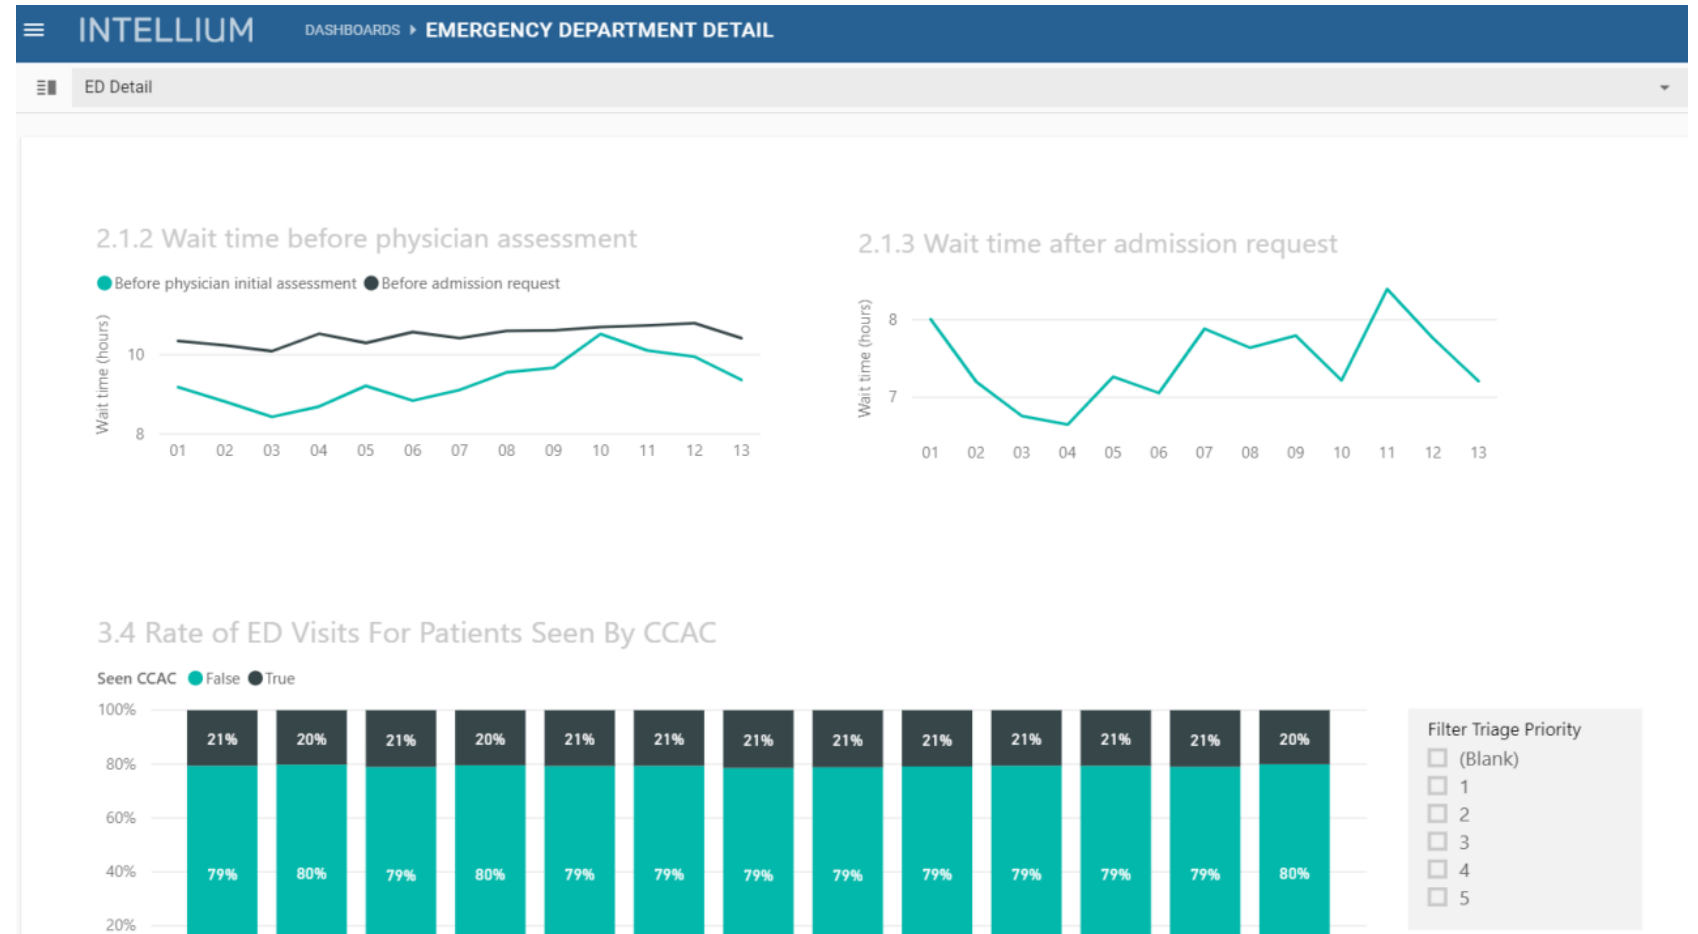 INTELLIUM DASHBOARDS EMERGENCY DEPARTMENT DETAIL
ED Detail
2.1.2 Wait time before physician assessment
Before physician initial assessment Before admission request
Wait time (hours)
10
8
01 02 03 04 05 06 07 08 09 10 11 12 13
2.1.3 Wait time after admission request
Wait time (hours)
8
7
01 02 03 04 05 06 07 08 09 10 11 12 13
3.4 Rate of ED Visits For Patients Seen By CCAC
Seen CCAC False True
100%
21% 20% 21% 20% 21% 21% 21% 21% 21% 21% 21% 21% 20%
80%
60%
40%
79% 80% 79% 80% 79% 79% 79% 79% 79% 79% 79% 79% 80%
20%
Filter Triage Priority
(Blank)
1
2
3
4
5